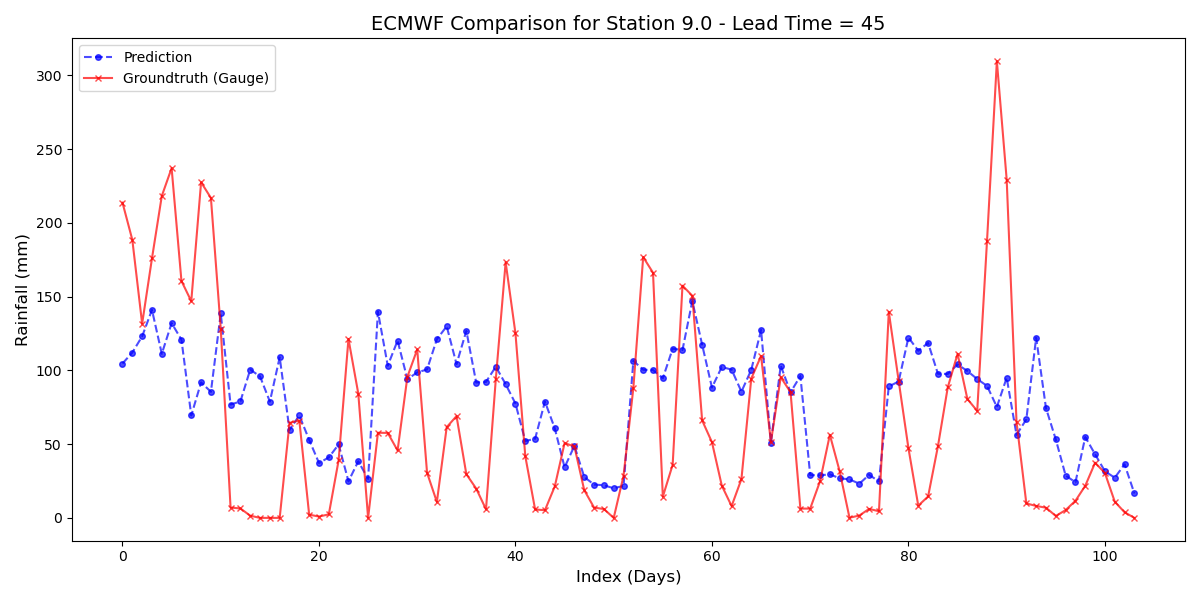 ECMWF Comparison for Station 9.0 - Lead Time = 45
Prediction
Groundtruth (Gauge)
Rainfall (mm)
300
250
200
150
100
50
0
0 20 40 60 80 100
Index (Days)